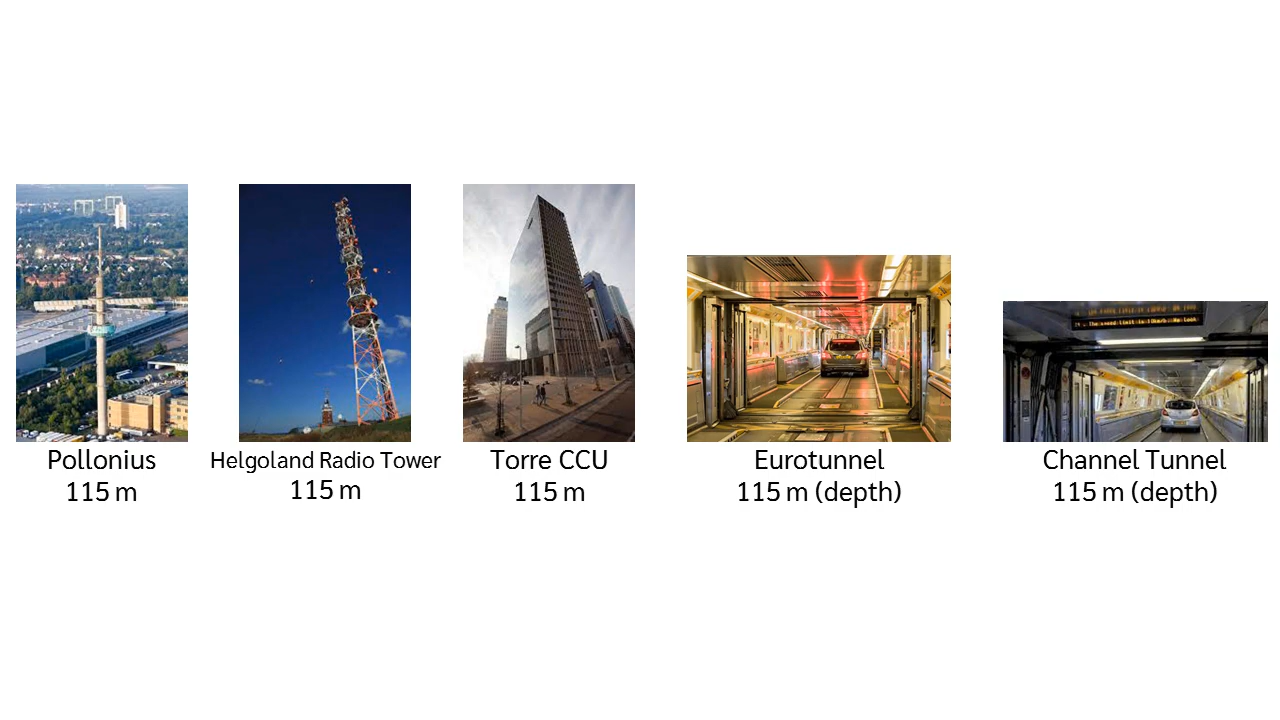 Pollonius
115 m
Helgoland Radio Tower
115 m
Torre CCU
115 m
Eurotunnel
115 m (depth)
Channel Tunnel
115 m (depth)